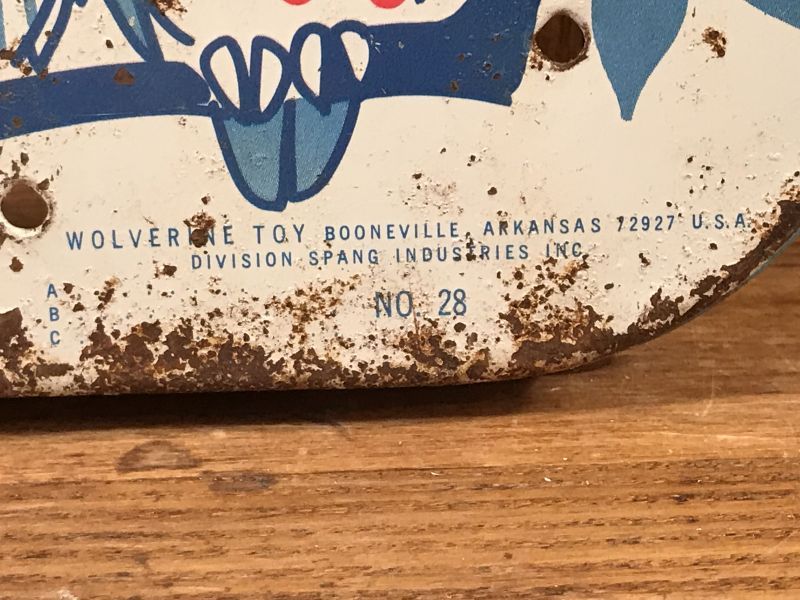 WOLVERINE TOY BOONEVILLE, ARKANSAS 72927 U.S.A.
DIVISION SPANG INDUSTRIES INC.
A
B
C
NO. 28